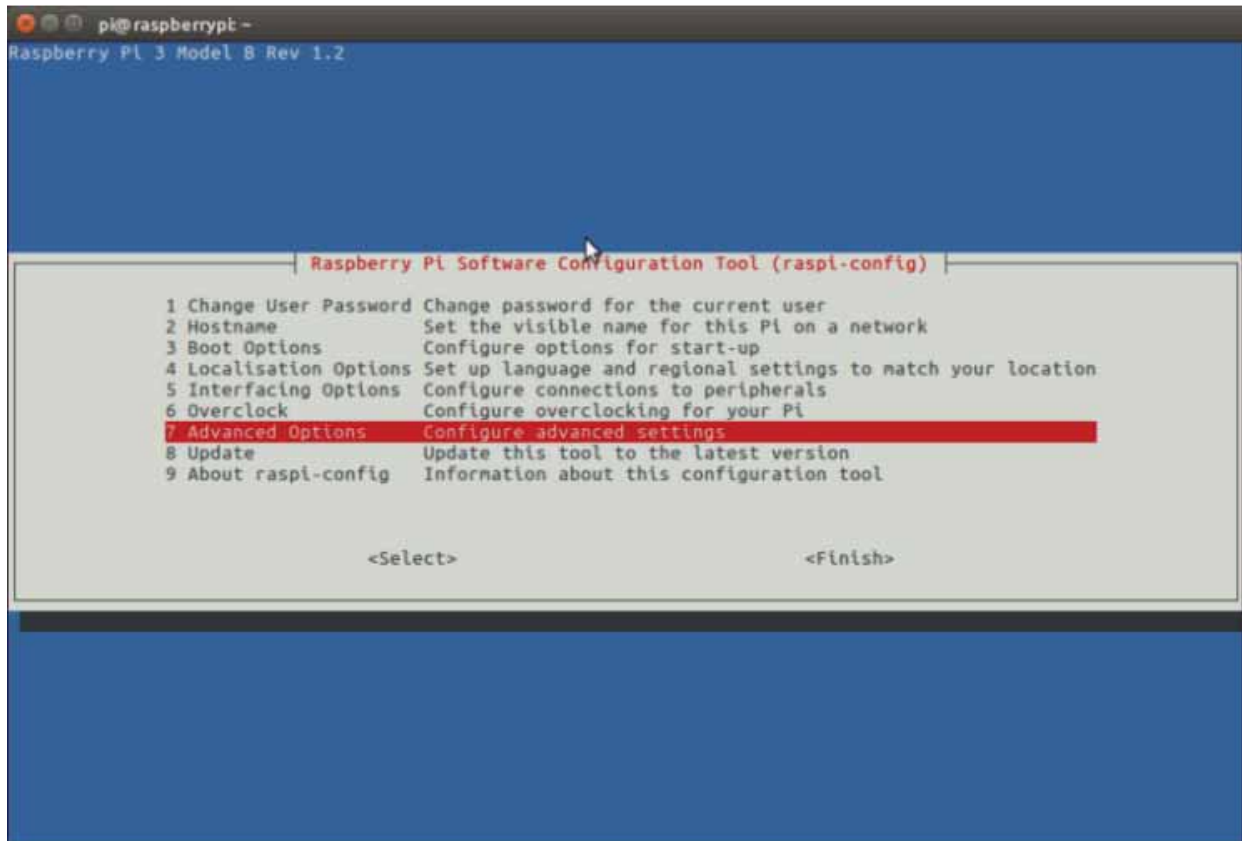 pi@raspberrypi: ~
Raspberry Pi 3 Model B Rev 1.2
Raspberry Pi Software Configuration Tool (raspi-config)
1 Change User Password Change password for the current user
2 Hostname Set the visible name for this Pi on a network
3 Boot Options Configure options for start-up
4 Localisation Options Set up language and regional settings to match your location
5 Interfacing Options Configure connections to peripherals
6 Overclock Configure overclocking for your Pi
7 Advanced Options Configure advanced settings
8 Update Update this tool to the latest version
9 About raspi-config Information about this configuration tool
<Select> <Finish>